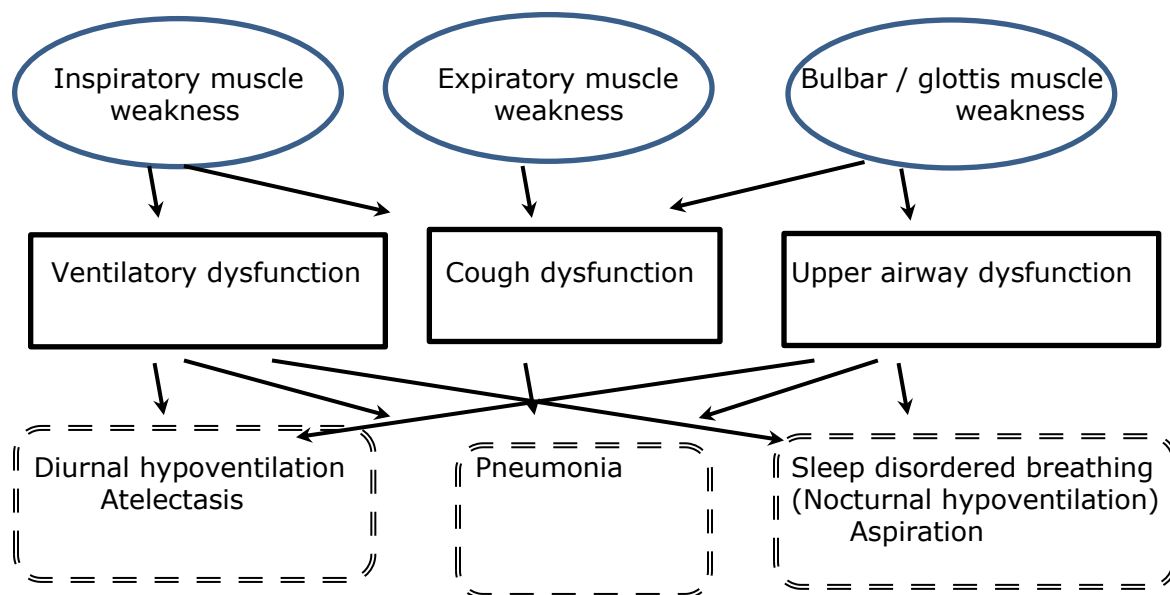 Inspiratory muscle
weakness
Expiratory muscle
weakness
Bulbar / glottis muscle
weakness
Ventilatory dysfunction
Cough dysfunction
Upper airway dysfunction
Diurnal hypoventilation
Atelectasis
Pneumonia
Sleep disordered breathing
(Nocturnal hypoventilation)
Aspiration